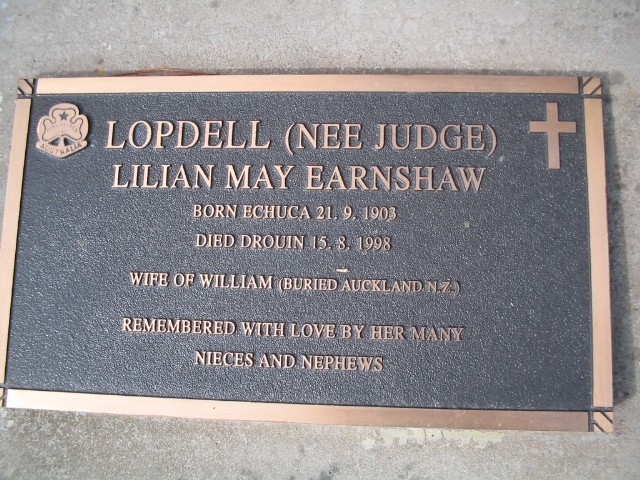 AUSTRALIA
LOPDELL (NEE JUDGE)
LILIAN MAY EARNSHAW
BORN ECHUCA 21. 9. 1903
DIED DROUIN 15. 8. 1998
WIFE OF WILLIAM (BURIED AUCKLAND N.Z.)
REMEMBERED WITH LOVE BY HER MANY
NIECES AND NEPHEWS